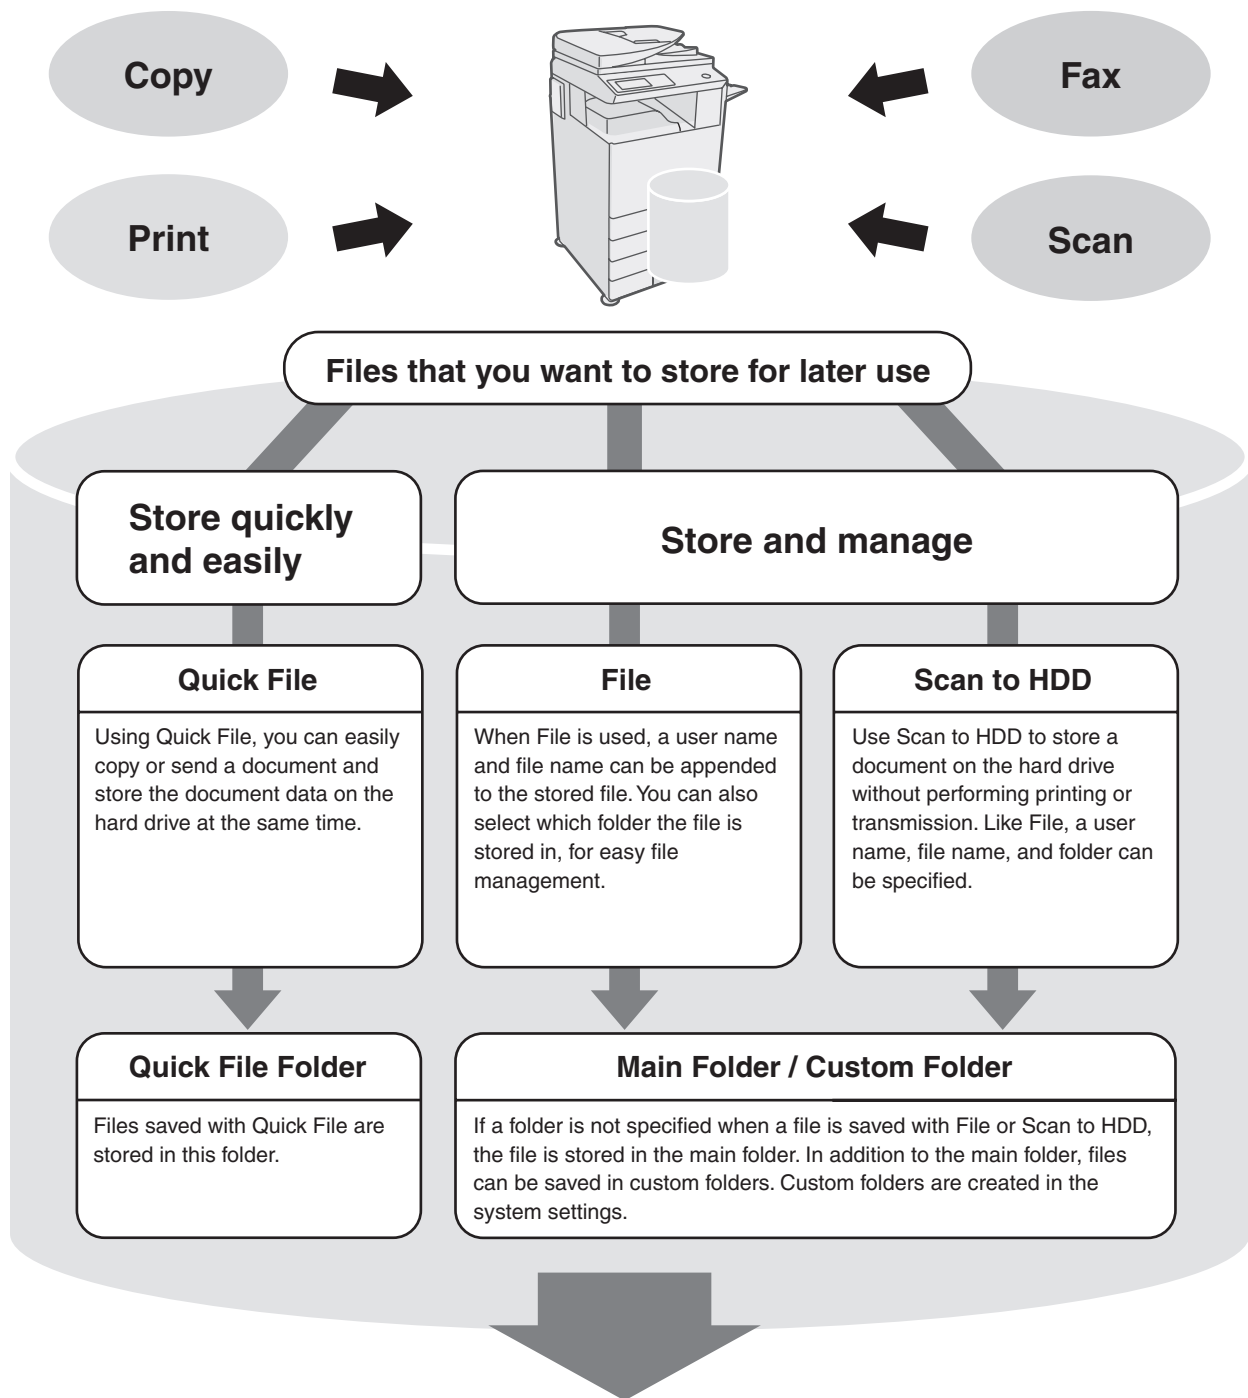 Copy
Fax
Print
Scan
Files that you want to store for later use
Store quickly
and easily
Store and manage
Quick File
Using Quick File, you can easily
copy or send a document and
store the document data on the
hard drive at the same time.
File
When File is used, a user name
and file name can be appended
to the stored file. You can also
select which folder the file is
stored in, for easy file
management.
Scan to HDD
Use Scan to HDD to store a
document on the hard drive
without performing printing or
transmission. Like File, a user
name, file name, and folder can
be specified.
Quick File Folder
Files saved with Quick File are
stored in this folder.
Main Folder / Custom Folder
If a folder is not specified when a file is saved with File or Scan to HDD,
the file is stored in the main folder. In addition to the main folder, files
can be saved in custom folders. Custom folders are created in the
system settings.